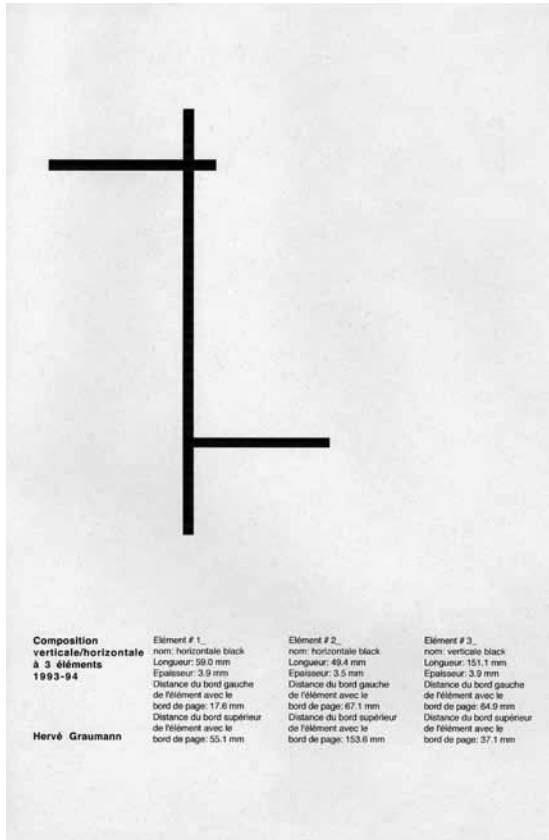 Composition
verticale/horizontale
à 3 éléments
1993-94
Hervé Graumann
Elément # 1_
nom: horizontale black
Longueur: 59.0 mm
Epaisseur: 3.9 mm
Distance du bord gauche
de l'élément avec le
bord de page: 17.6 mm
Distance du bord supérieur
de l'élément avec le
bord de page: 55.1 mm
Elément # 2_
nom: horizontale black
Longueur: 49.4 mm
Epaisseur: 3.5 mm
Distance du bord gauche
de l'élément avec le
bord de page: 67.1 mm
Distance du bord supérieur
de l'élément avec le
bord de page: 153.6 mm
Elément # 3_
nom: verticale black
Longueur: 151.1 mm
Epaisseur: 3.9 mm
Distance du bord gauche
de l'élément avec le
bord de page: 64.9 mm
Distance du bord supérieur
de l'élément avec le
bord de page: 37.1 mm